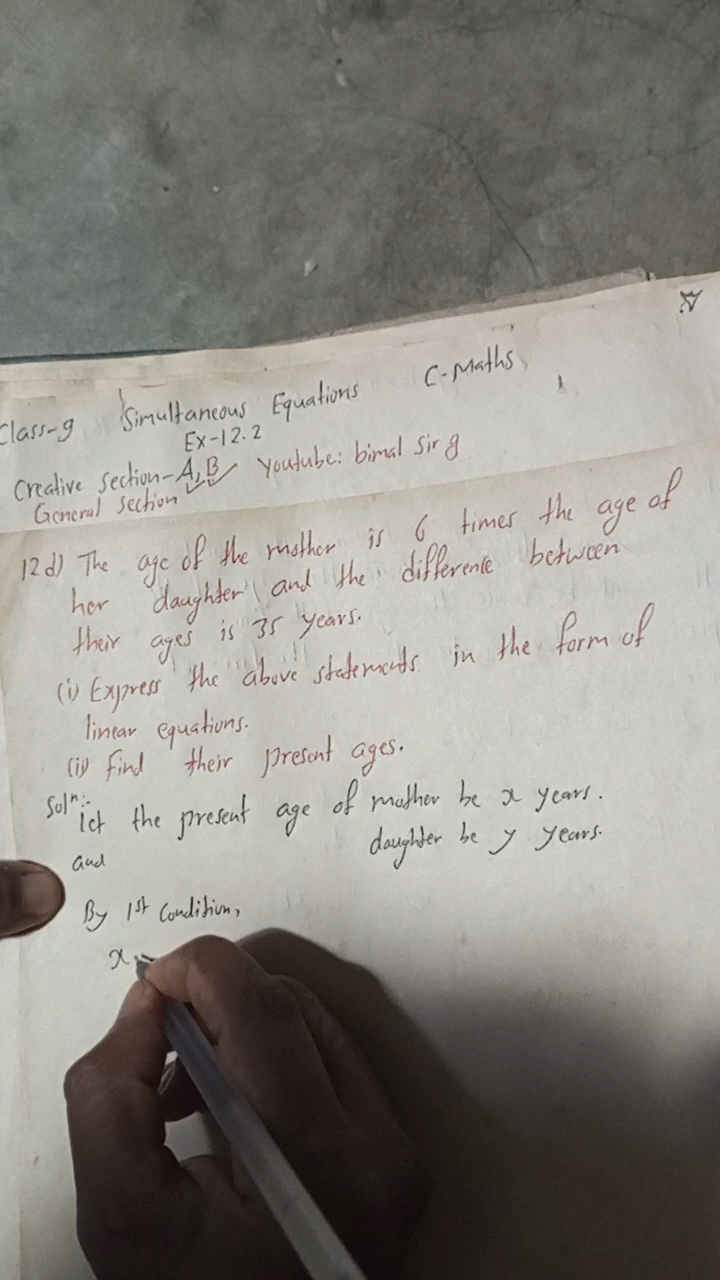 Class-9 Simultaneous Equations C-Maths
Ex-12.2
Creative section-A,B Youtube: bimal sir g
General section
12d) The age of the mother is 6 times the age of
her daughter and the difference between
their ages is 35 years.
(i) Express the above statements in the form of
linear equations.
(ii) find their present ages.
Solⁿ:-
let the present age of mother be x years.
and daughter be y years.
By 1st Condition,
x